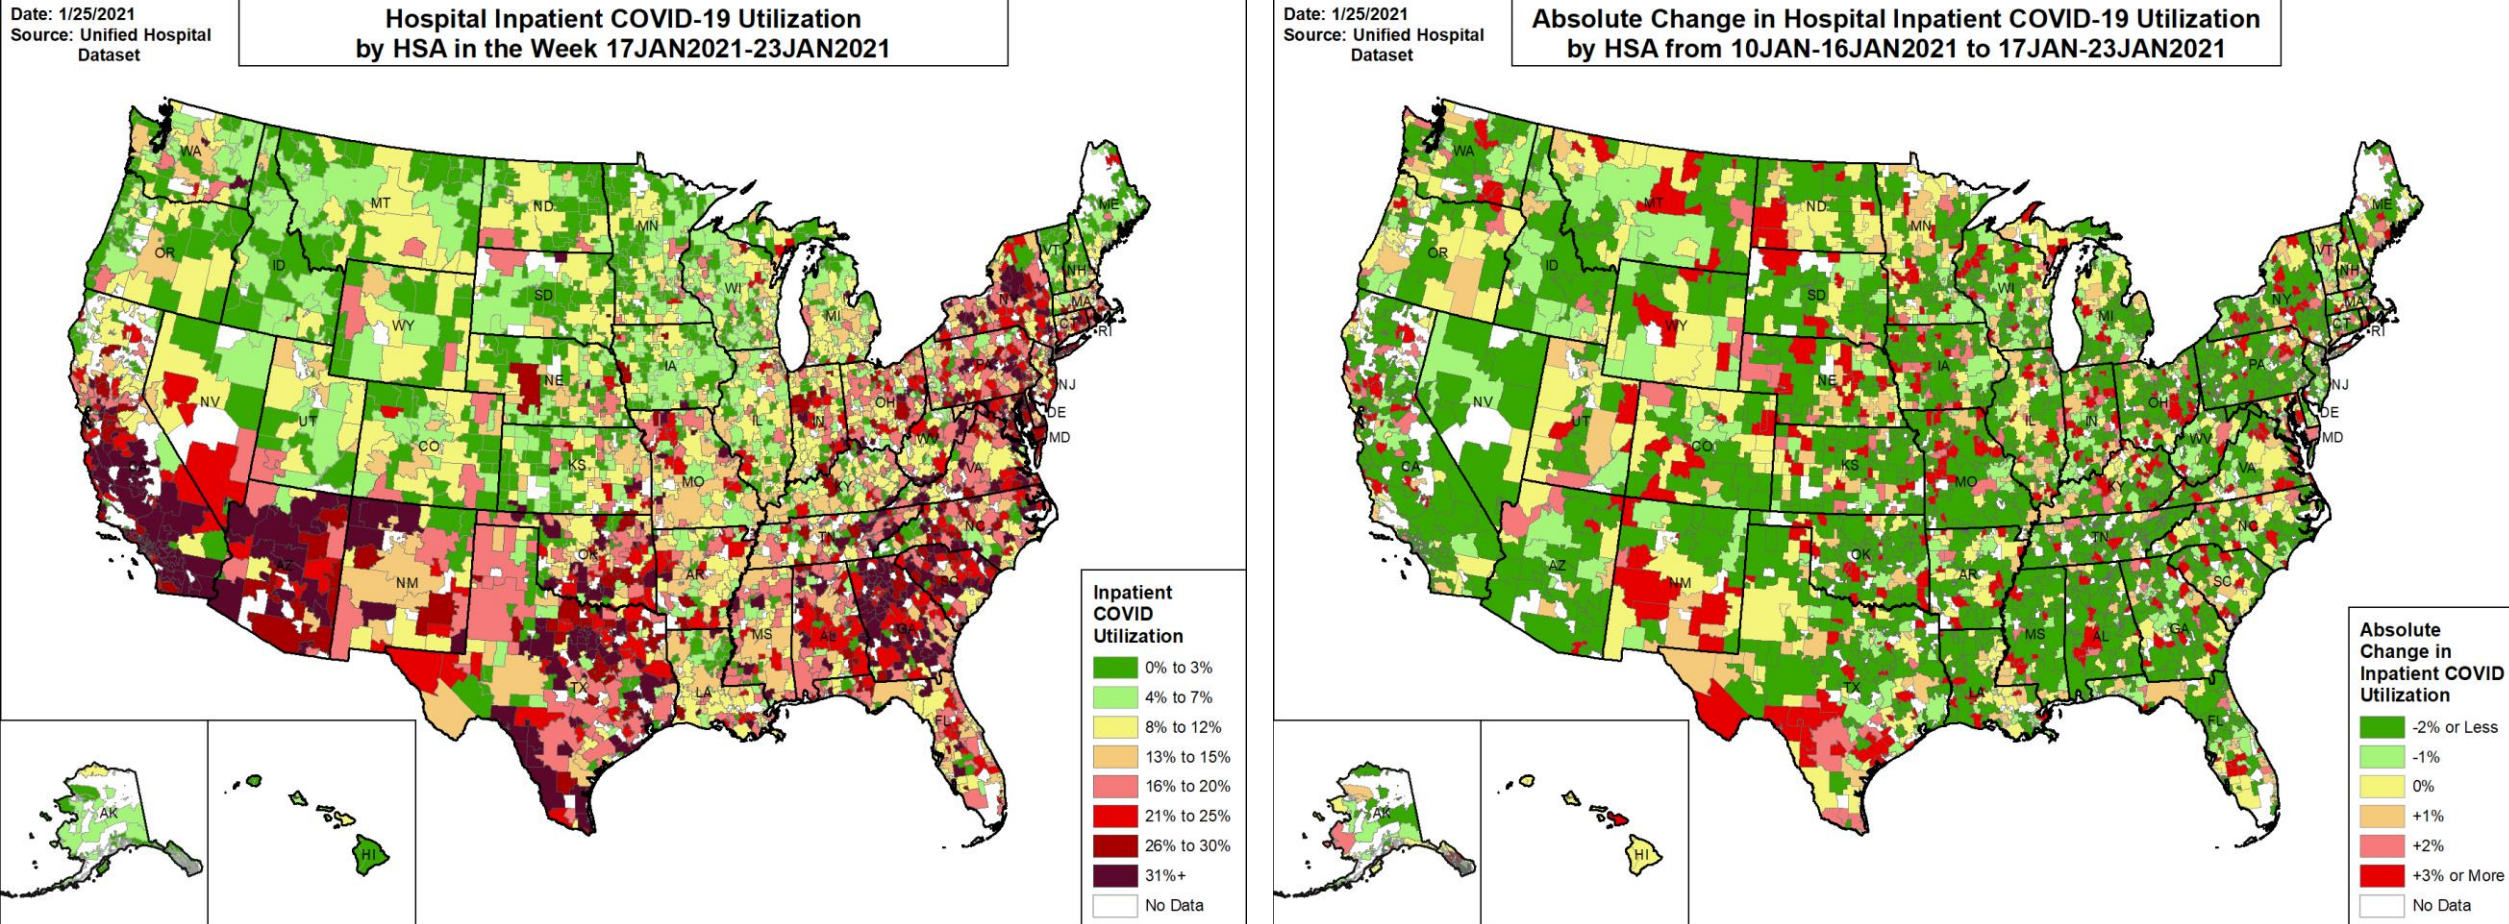 Date: 1/25/2021
Source: Unified Hospital
Dataset
Hospital Inpatient COVID-19 Utilization
by HSA in the Week 17JAN2021-23JAN2021
WA
MT
ND
MN
ME
OR
ID
SD
WI
VT
NH
WY
MI
MA
CT
RI
IA
NE
PA
NJ
NV
UT
CO
IL
IN
OH
DE
MD
WV
VA
KS
MO
KY
NC
TN
OK
AR
AZ
NM
SC
MS
AL
GA
TX
LA
FL
AK
HI
Inpatient
COVID
Utilization
0% to 3%
4% to 7%
8% to 12%
13% to 15%
16% to 20%
21% to 25%
26% to 30%
31%+
No Data
Date: 1/25/2021
Source: Unified Hospital
Dataset
Absolute Change in Hospital Inpatient COVID-19 Utilization
by HSA from 10JAN-16JAN2021 to 17JAN-23JAN2021
WA
MT
ND
MN
ME
OR
ID
SD
WI
VT
NH
NY
WY
MI
MA
CT
RI
IA
NE
PA
NJ
NV
UT
CO
IL
IN
OH
DE
MD
WV
VA
CA
KS
MO
KY
NC
TN
OK
AR
AZ
NM
SC
MS
AL
GA
TX
LA
FL
AK
HI
Absolute
Change in
Inpatient COVID
Utilization
-2% or Less
-1%
0%
+1%
+2%
+3% or More
No Data